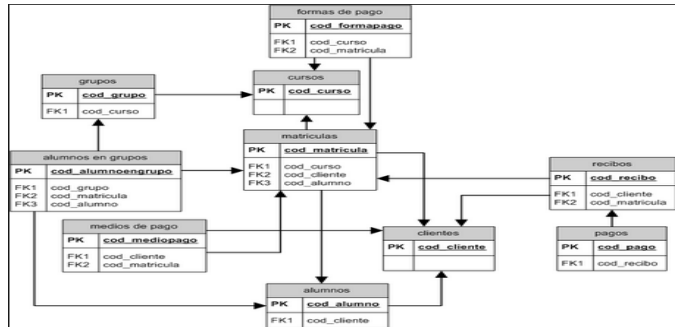 formas de pago
PK cod_formapago
FK1 cod_curso
FK2 cod_matricula
grupos
PK cod_grupo
FK1 cod_curso
cursos
PK cod_curso
matriculas
PK cod_matricula
FK1 cod_curso
FK2 cod_cliente
FK3 cod_alumno
alumnos en grupos
PK cod_alumnoengrupo
FK1 cod_grupo
FK2 cod_matricula
FK3 cod_alumno
recibos
PK cod_recibo
FK1 cod_cliente
FK2 cod_matricula
medios de pago
PK cod_mediopago
FK1 cod_cliente
FK2 cod_matricula
clientes
PK cod_cliente
pagos
PK cod_pago
FK1 cod_recibo
alumnos
PK cod_alumno
FK1 cod_cliente